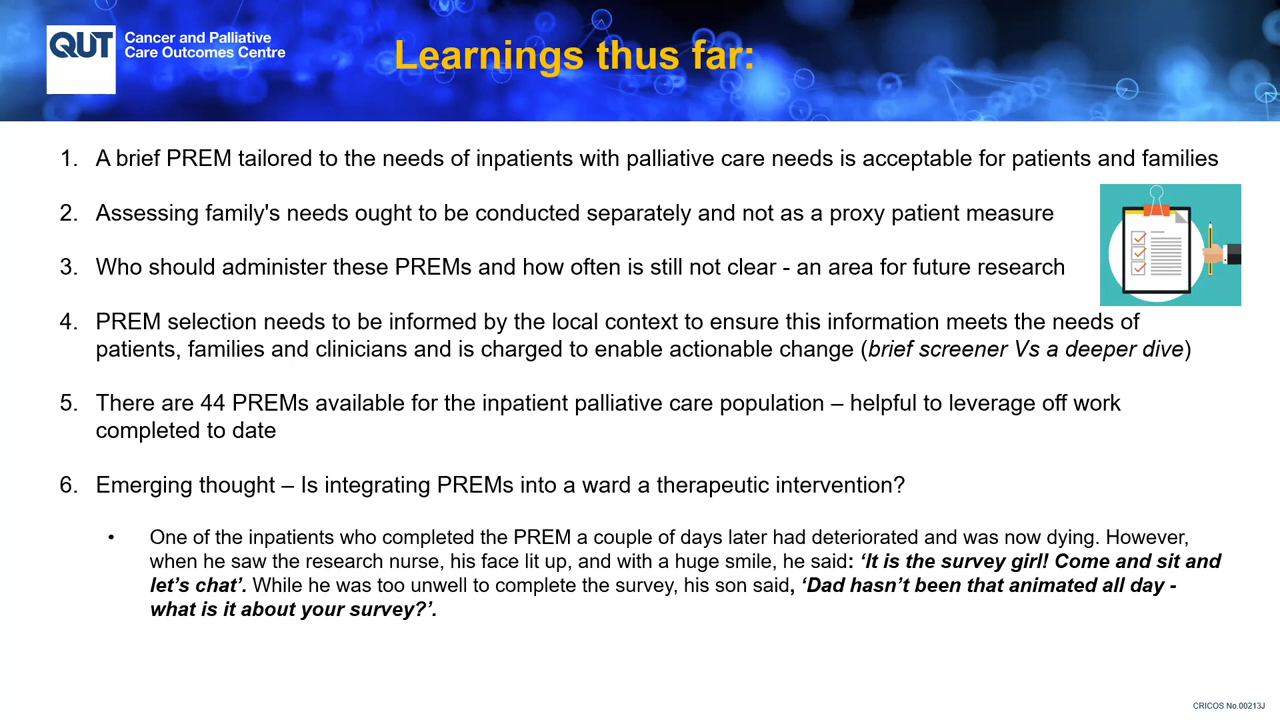 QUT
Cancer and Palliative
Care Outcomes Centre
Learnings thus far:
1. A brief PREM tailored to the needs of inpatients with palliative care needs is acceptable for patients and families
2. Assessing family's needs ought to be conducted separately and not as a proxy patient measure
3. Who should administer these PREMs and how often is still not clear - an area for future research
4. PREM selection needs to be informed by the local context to ensure this information meets the needs of
patients, families and clinicians and is charged to enable actionable change (brief screener Vs a deeper dive)
5. There are 44 PREMs available for the inpatient palliative care population – helpful to leverage off work
completed to date
6. Emerging thought – Is integrating PREMs into a ward a therapeutic intervention?
• One of the inpatients who completed the PREM a couple of days later had deteriorated and was now dying. However,
when he saw the research nurse, his face lit up, and with a huge smile, he said: ‘It is the survey girl! Come and sit and
let’s chat’. While he was too unwell to complete the survey, his son said, ‘Dad hasn’t been that animated all day -
what is it about your survey?’.
CRICOS No.00213J